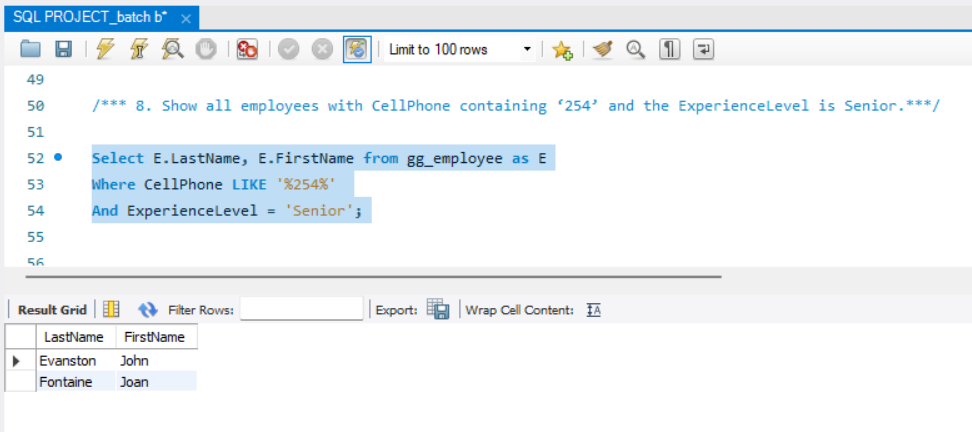 SQL PROJECT_batch b* ×
Limit to 100 rows
49
50 /*** 8. Show all employees with CellPhone containing ‘254’ and the ExperienceLevel is Senior.***/
51
52 Select E.LastName, E.FirstName from gg_employee as E
53 Where CellPhone LIKE '%254%'
54 And ExperienceLevel = 'Senior';
55
56
Result Grid Filter Rows: Export: Wrap Cell Content: IA
LastName FirstName
Evanston John
Fontaine Joan